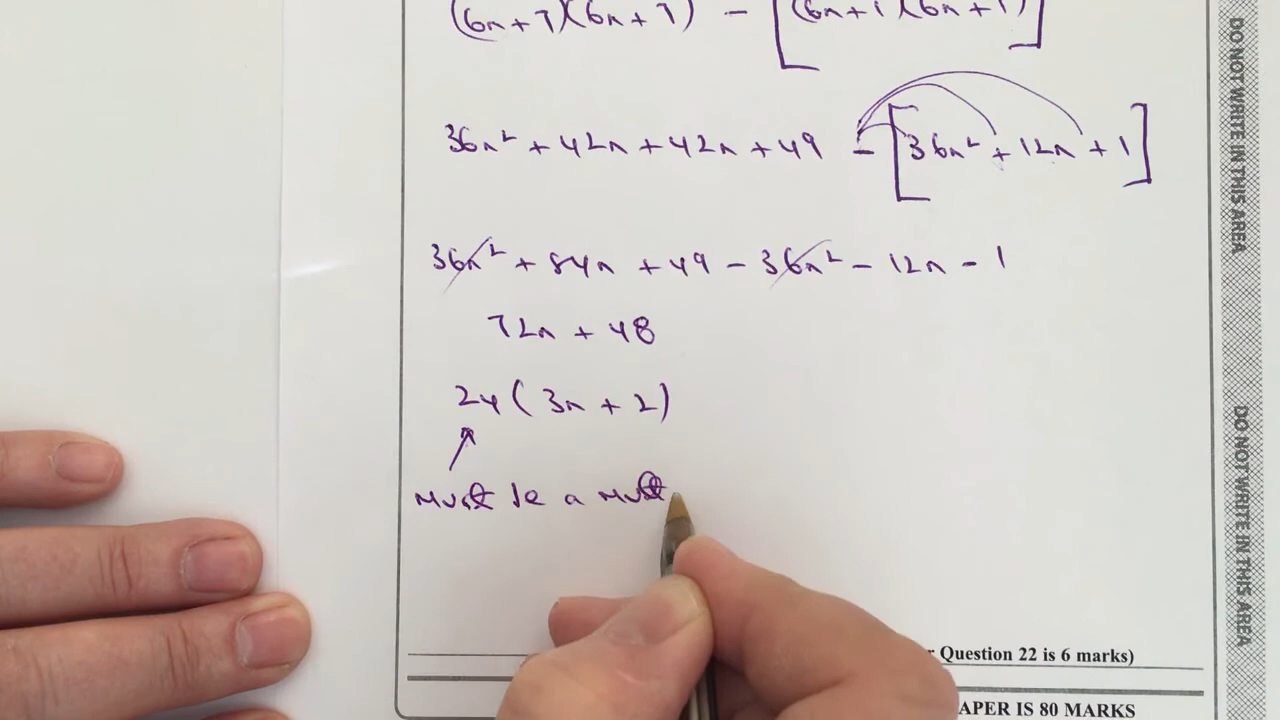 (6n+7)(6n+7) - [(6n+1)(6n+1)]
36n² + 42n + 42n + 49 - [36n² + 12n + 1]
36n² + 84n + 49 - 36n² - 12n - 1
72n + 48
24(3n + 2)
must be a mult
Question 22 is 6 marks)
APER IS 80 MARKS
DO NOT WRITE IN THIS AREA
DO NOT WRITE IN THIS AREA